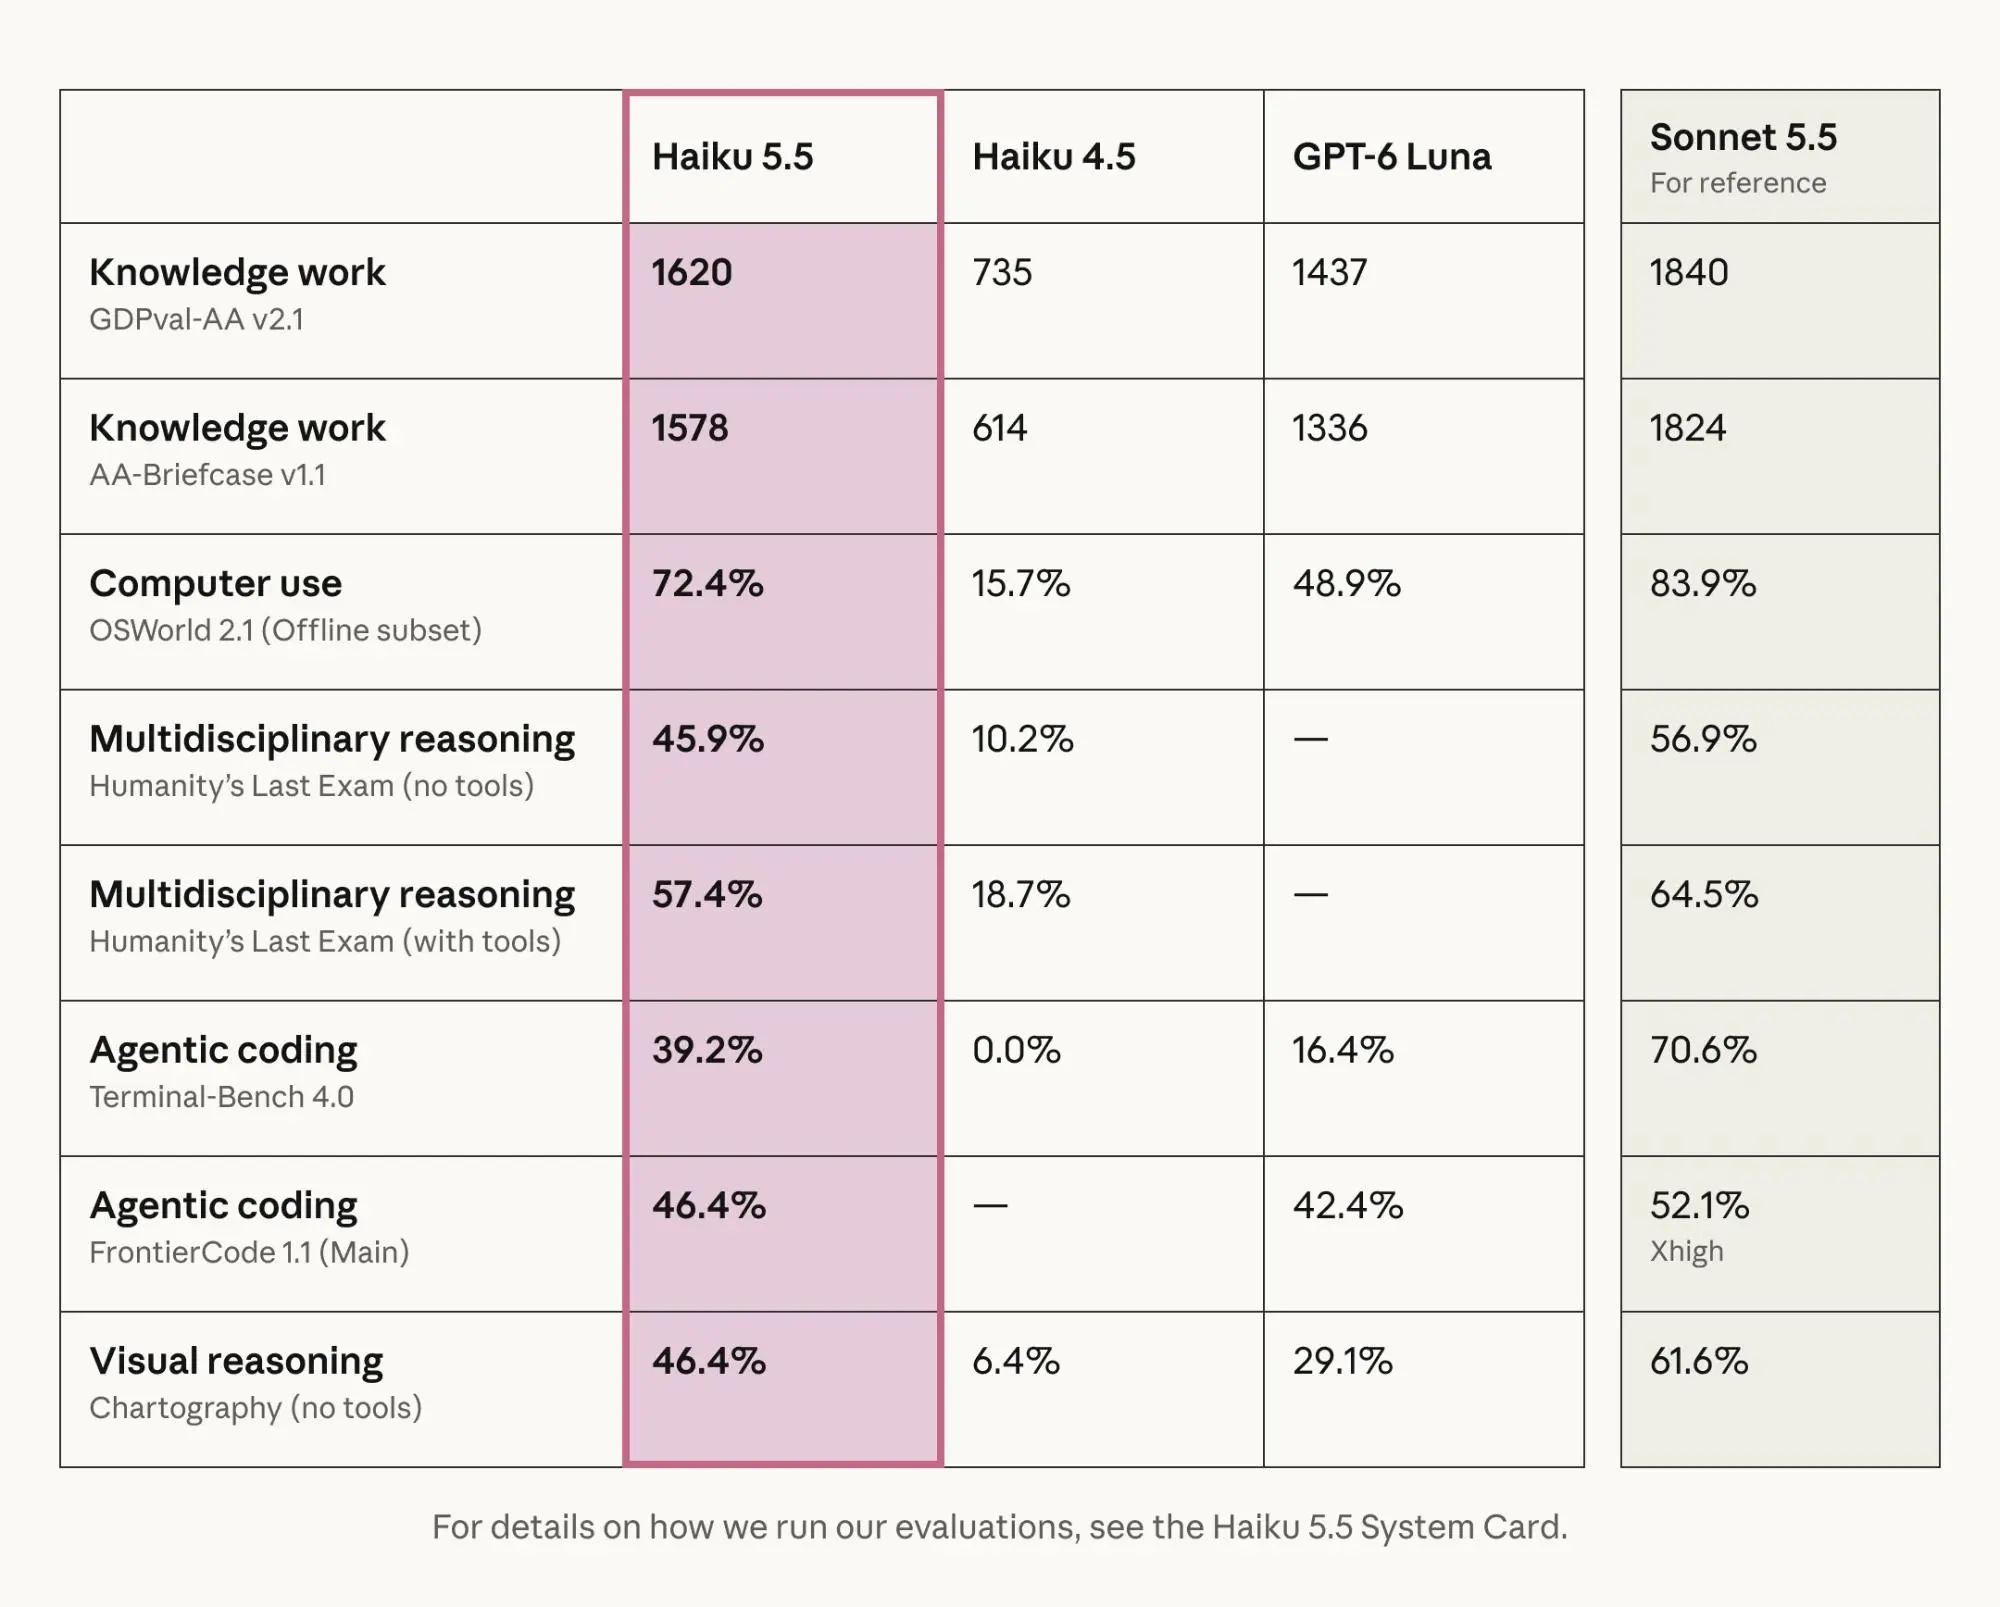 Haiku 5.5 Haiku 4.5 GPT-6 Luna Sonnet 5.5
For reference
Knowledge work 1620 735 1437 1840
GDPval-AA v2.1
Knowledge work 1578 614 1336 1824
AA-Briefcase v1.1
Computer use 72.4% 15.7% 48.9% 83.9%
OSWorld 2.1 (Offline subset)
Multidisciplinary reasoning 45.9% 10.2% — 56.9%
Humanity’s Last Exam (no tools)
Multidisciplinary reasoning 57.4% 18.7% — 64.5%
Humanity’s Last Exam (with tools)
Agentic coding 39.2% 0.0% 16.4% 70.6%
Terminal-Bench 4.0
Agentic coding 46.4% — 42.4% 52.1%
FrontierCode 1.1 (Main) Xhigh
Visual reasoning 46.4% 6.4% 29.1% 61.6%
Chartography (no tools)
For details on how we run our evaluations, see the Haiku 5.5 System Card.